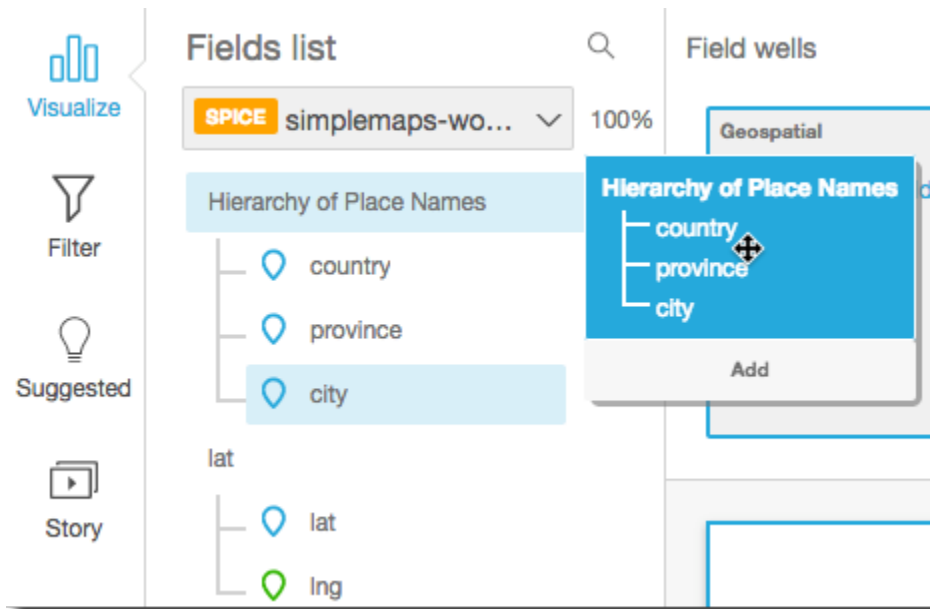 Visualize
Filter
Suggested
Story
Fields list
SPICE simplemaps-wo... 100%
Hierarchy of Place Names
country
province
city
lat
lat
lng
Field wells
Geospatial
Hierarchy of Place Names
country
province
city
Add